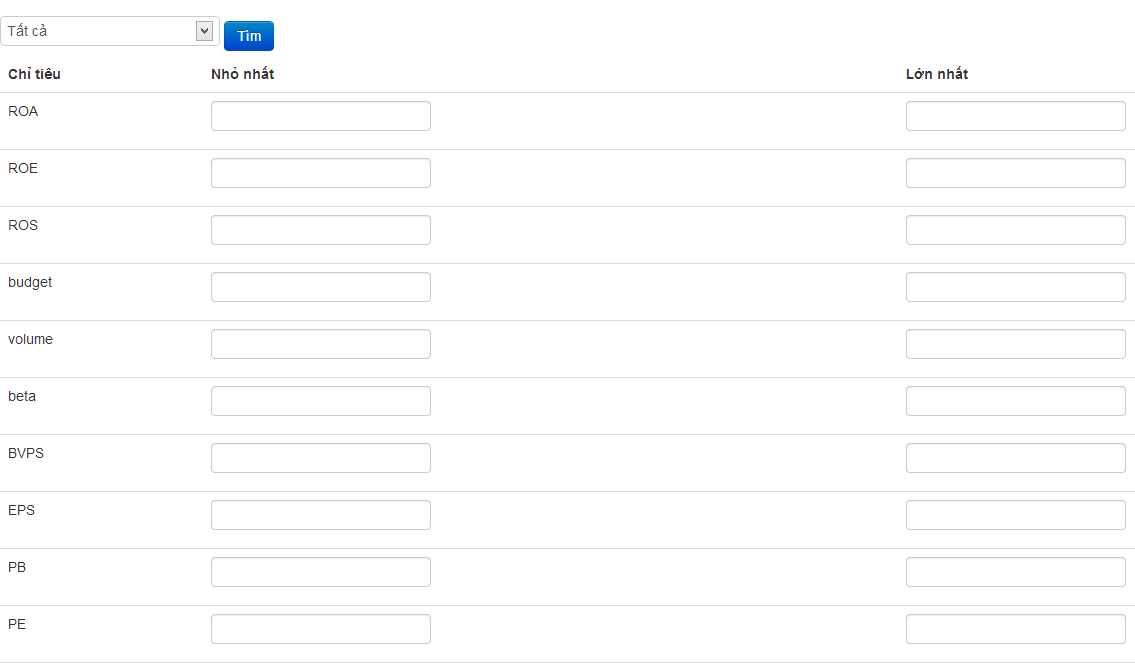 Tất cả
Tìm
Chỉ tiêu Nhỏ nhất Lớn nhất
ROA
ROE
ROS
budget
volume
beta
BVPS
EPS
PB
PE